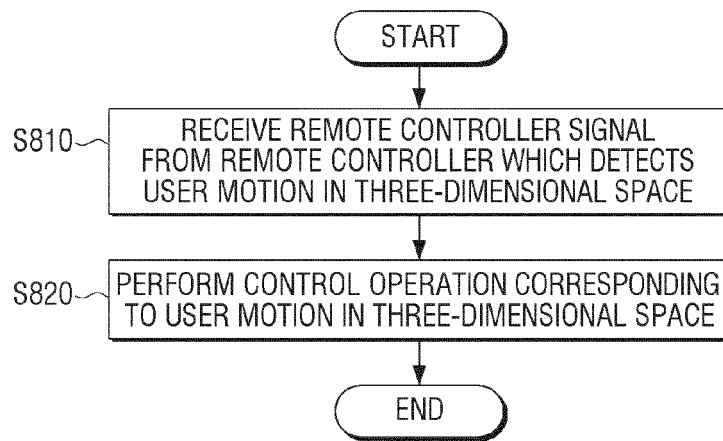 START
S810
RECEIVE REMOTE CONTROLLER SIGNAL
FROM REMOTE CONTROLLER WHICH DETECTS
USER MOTION IN THREE-DIMENSIONAL SPACE
S820
PERFORM CONTROL OPERATION CORRESPONDING
TO USER MOTION IN THREE-DIMENSIONAL SPACE
END